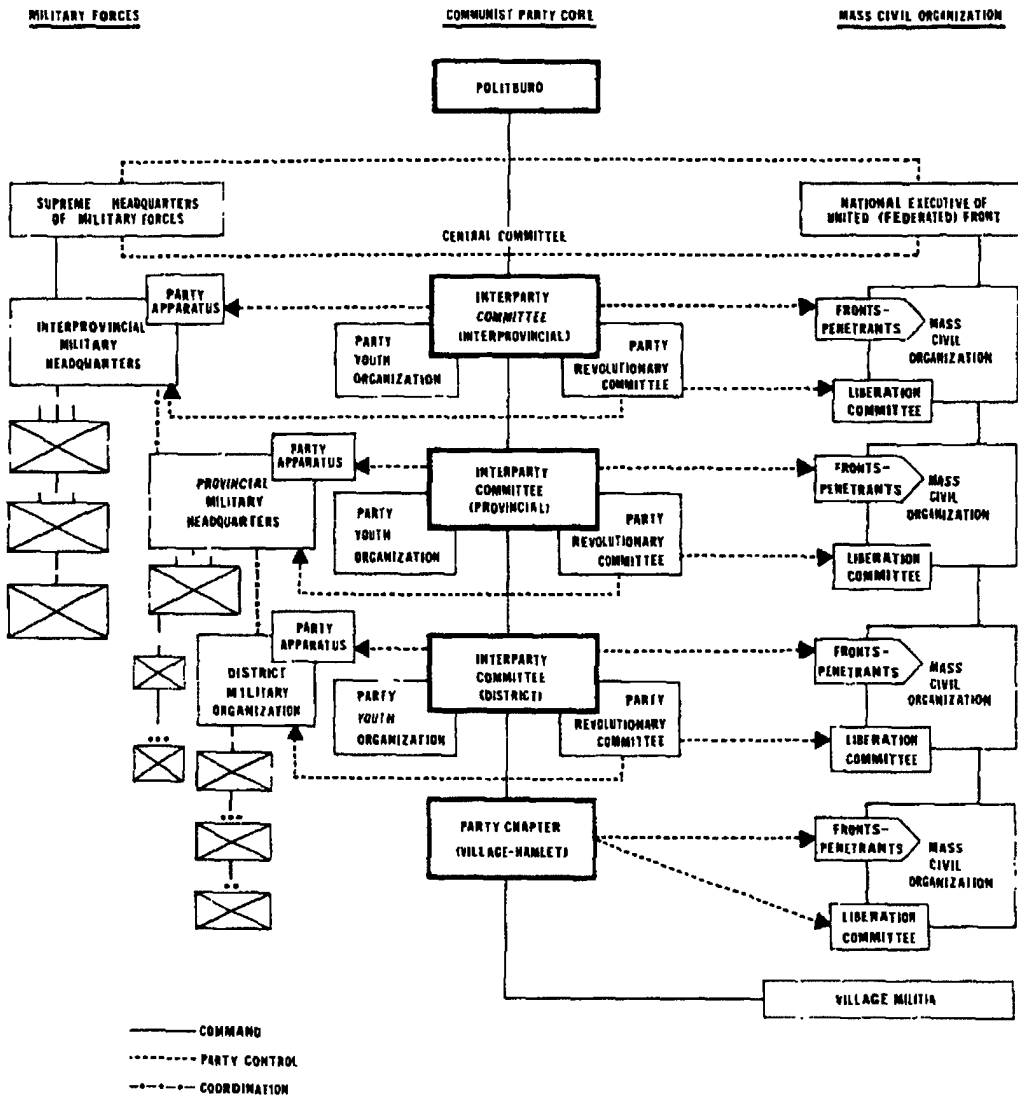 MILITARY FORCES
COMMUNIST PARTY CORE
MASS CIVIL ORGANIZATION
POLITBURO
SUPREME HEADQUARTERS
OF MILITARY FORCES
NATIONAL EXECUTIVE OF
UNITED (FEDERATED) FRONT
CENTRAL COMMITTEE
PARTY
APPARATUS
INTERPROVINCIAL
MILITARY
HEADQUARTERS
INTERPARTY
COMMITTEE
(INTERPROVINCIAL)
PARTY
YOUTH
ORGANIZATION
PARTY
REVOLUTIONARY
COMMITTEE
FRONTS-
PENETRANTS
MASS
CIVIL
ORGANIZATION
LIBERATION
COMMITTEE
PARTY
APPARATUS
PROVINCIAL
MILITARY
HEADQUARTERS
INTERPARTY
COMMITTEE
(PROVINCIAL)
PARTY
YOUTH
ORGANIZATION
PARTY
REVOLUTIONARY
COMMITTEE
FRONTS-
PENETRANTS
MASS
CIVIL
ORGANIZATION
LIBERATION
COMMITTEE
PARTY
APPARATUS
DISTRICT
MILITARY
ORGANIZATION
INTERPARTY
COMMITTEE
(DISTRICT)
PARTY
YOUTH
ORGANIZATION
PARTY
REVOLUTIONARY
COMMITTEE
FRONTS-
PENETRANTS
MASS
CIVIL
ORGANIZATION
LIBERATION
COMMITTEE
PARTY CHAPTER
(VILLAGE-HAMLET)
FRONTS-
PENETRANTS
MASS
CIVIL
ORGANIZATION
LIBERATION
COMMITTEE
VILLAGE MILITIA
COMMAND
PARTY CONTROL
COORDINATION